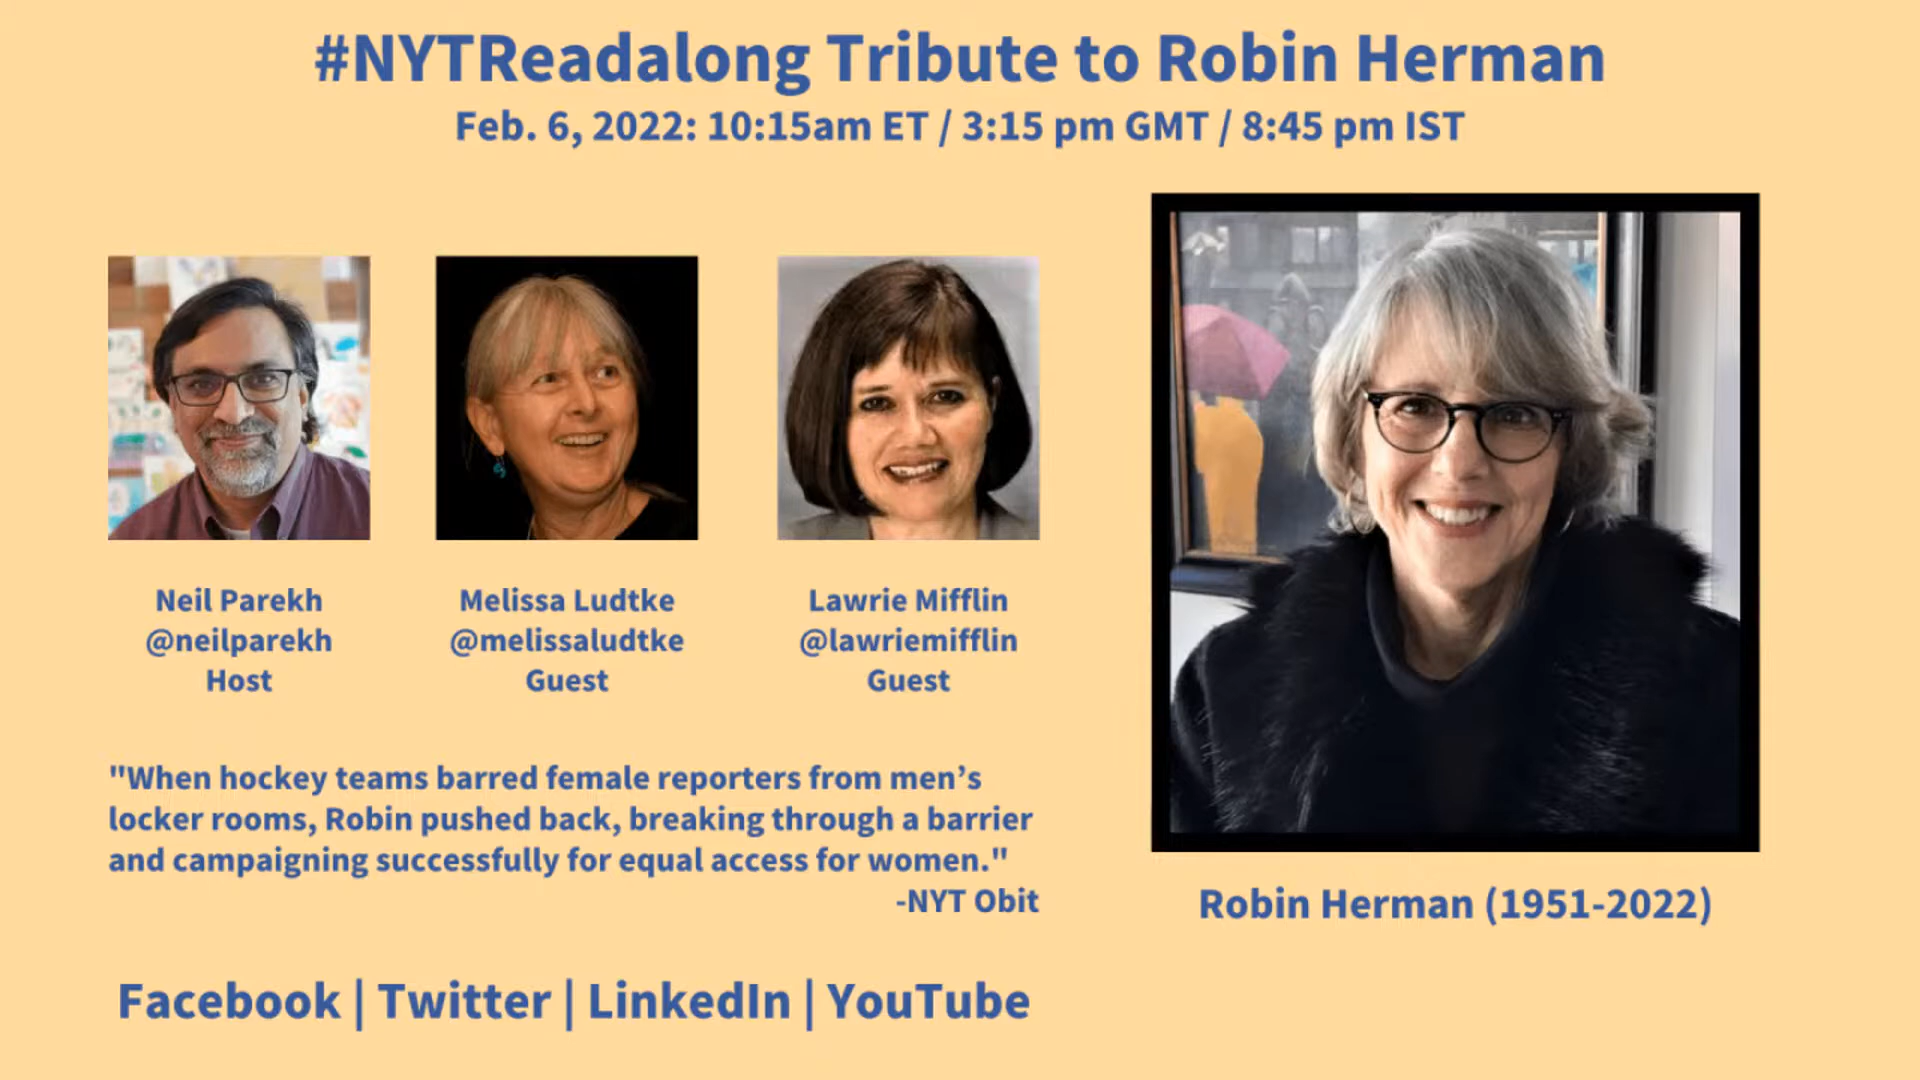 #NYTReadalong Tribute to Robin Herman
Feb. 6, 2022: 10:15am ET / 3:15 pm GMT / 8:45 pm IST
Neil Parekh
@neilparekh
Host
Melissa Ludtke
@melissaludtke
Guest
Lawrie Mifflin
@lawriemifflin
Guest
"When hockey teams barred female reporters from men’s
locker rooms, Robin pushed back, breaking through a barrier
and campaigning successfully for equal access for women."
-NYT Obit
Robin Herman (1951-2022)
Facebook | Twitter | LinkedIn | YouTube